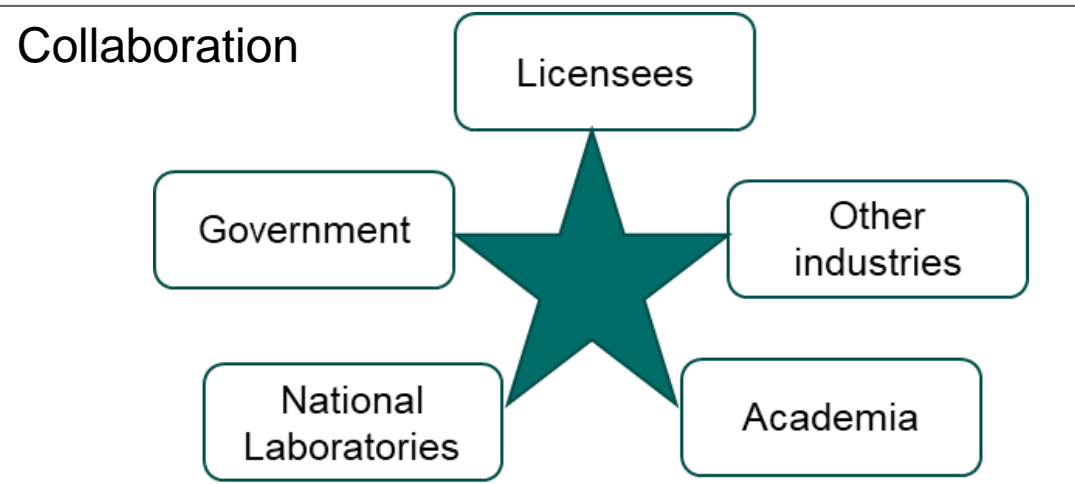 Collaboration
Licensees
Government
Other
industries
National
Laboratories
Academia